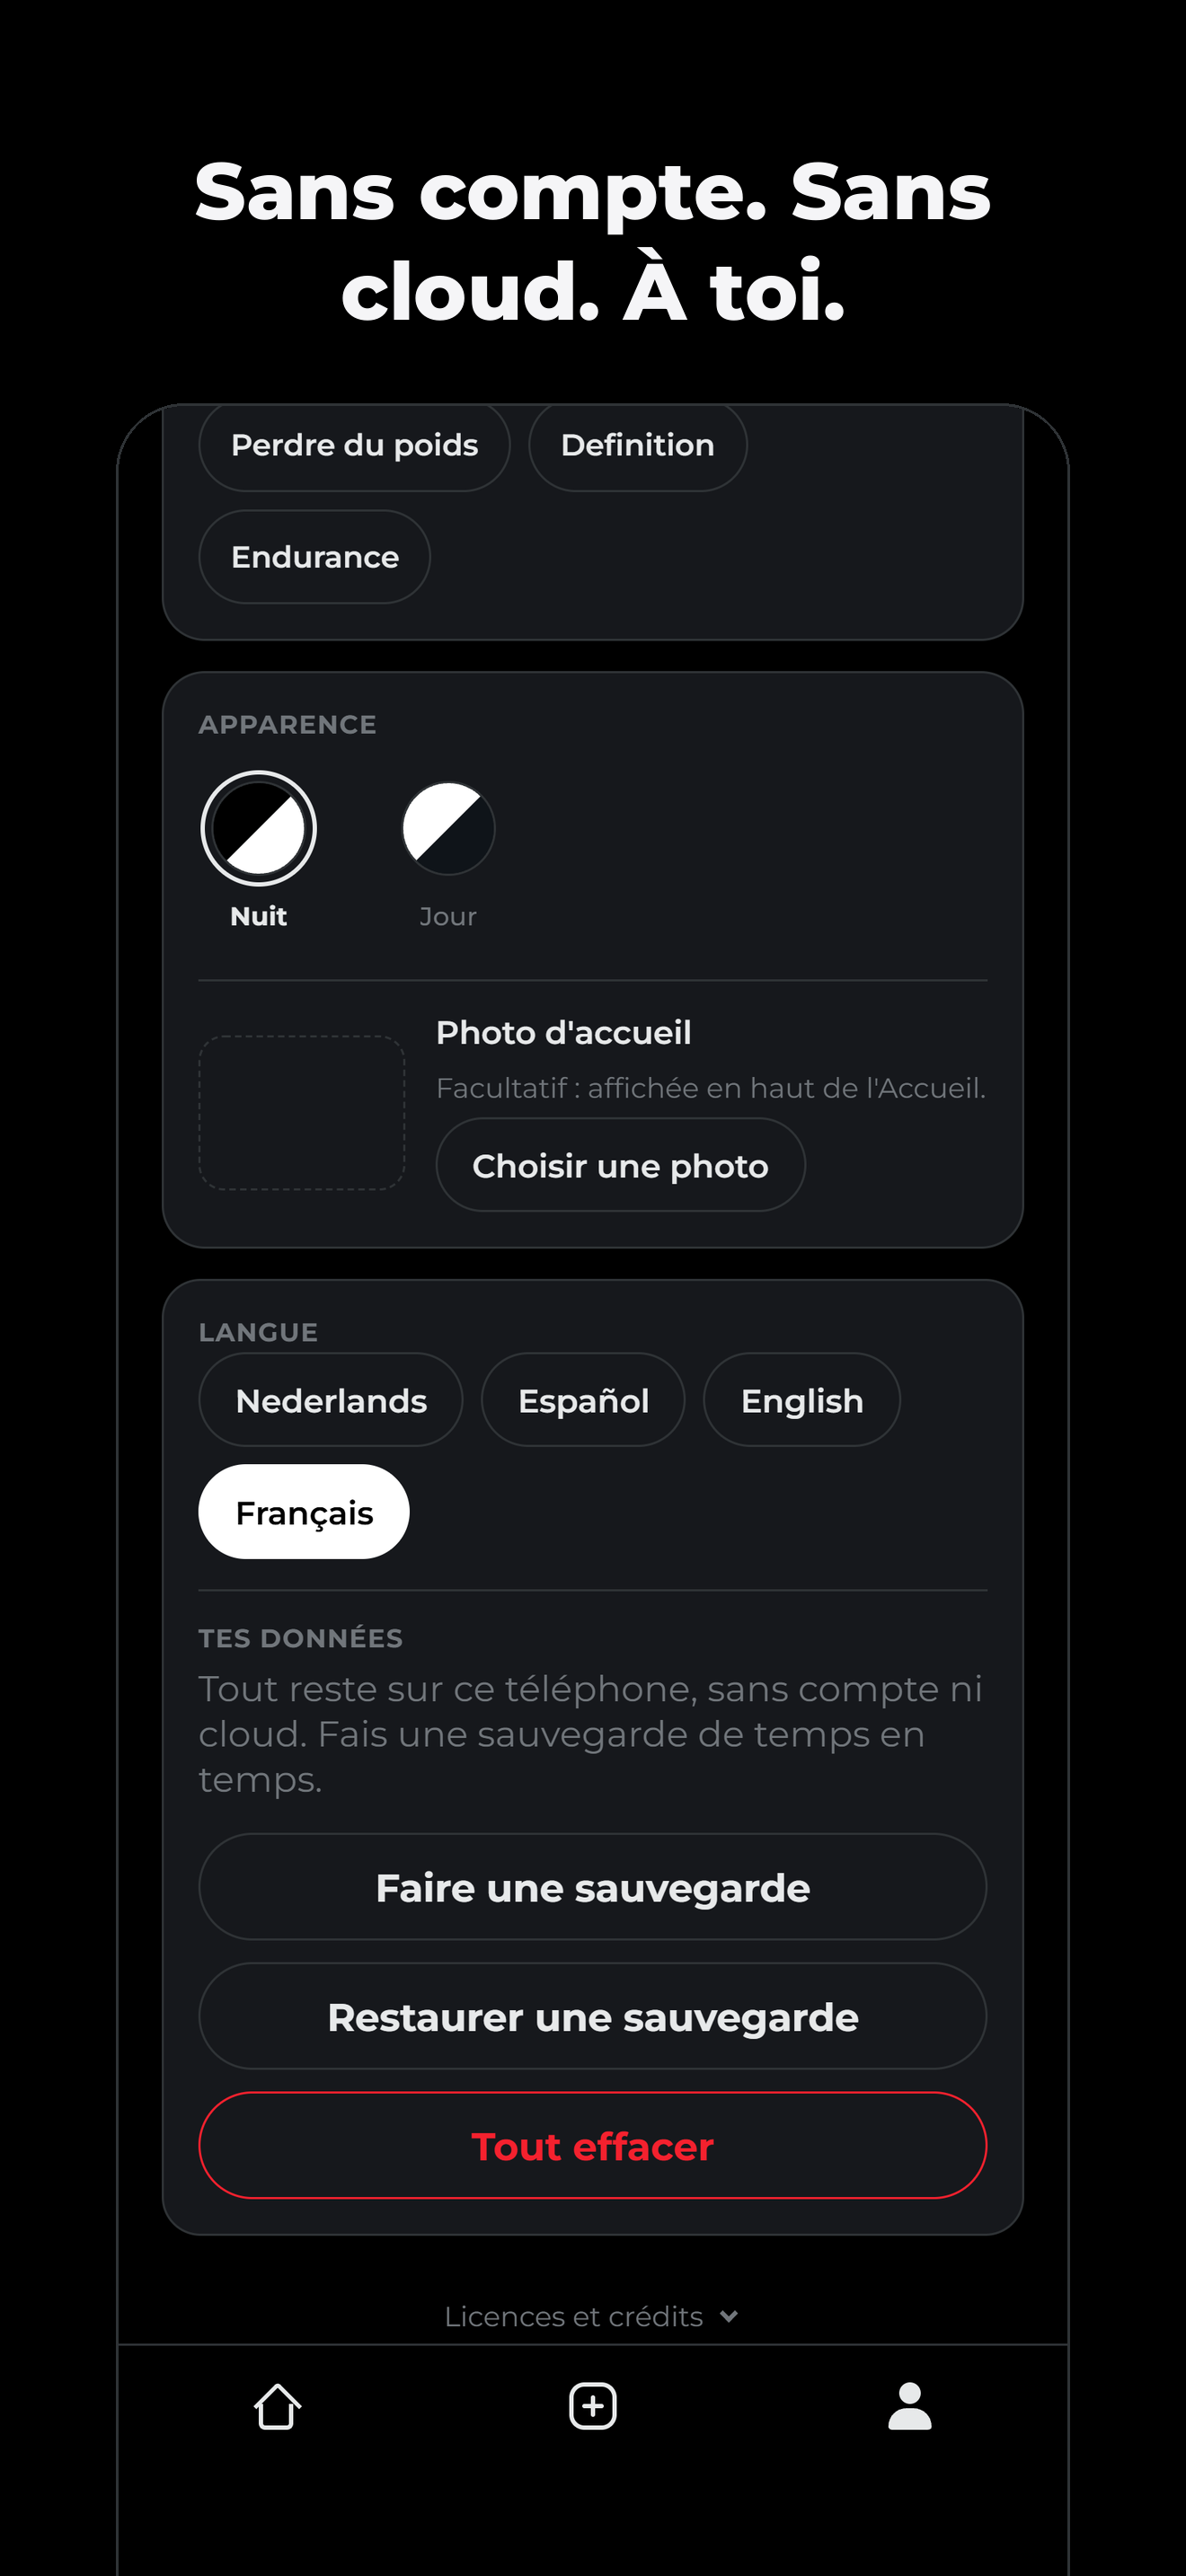 Sans compte. Sans
cloud. À toi.
Perdre du poids
Definition
Endurance
APPARENCE
Nuit
Jour
Photo d'accueil
Facultatif : affichée en haut de l'Accueil.
Choisir une photo
LANGUE
Nederlands
Español
English
Français
TES DONNÉES
Tout reste sur ce téléphone, sans compte ni
cloud. Fais une sauvegarde de temps en
temps.
Faire une sauvegarde
Restaurer une sauvegarde
Tout effacer
Licences et crédits